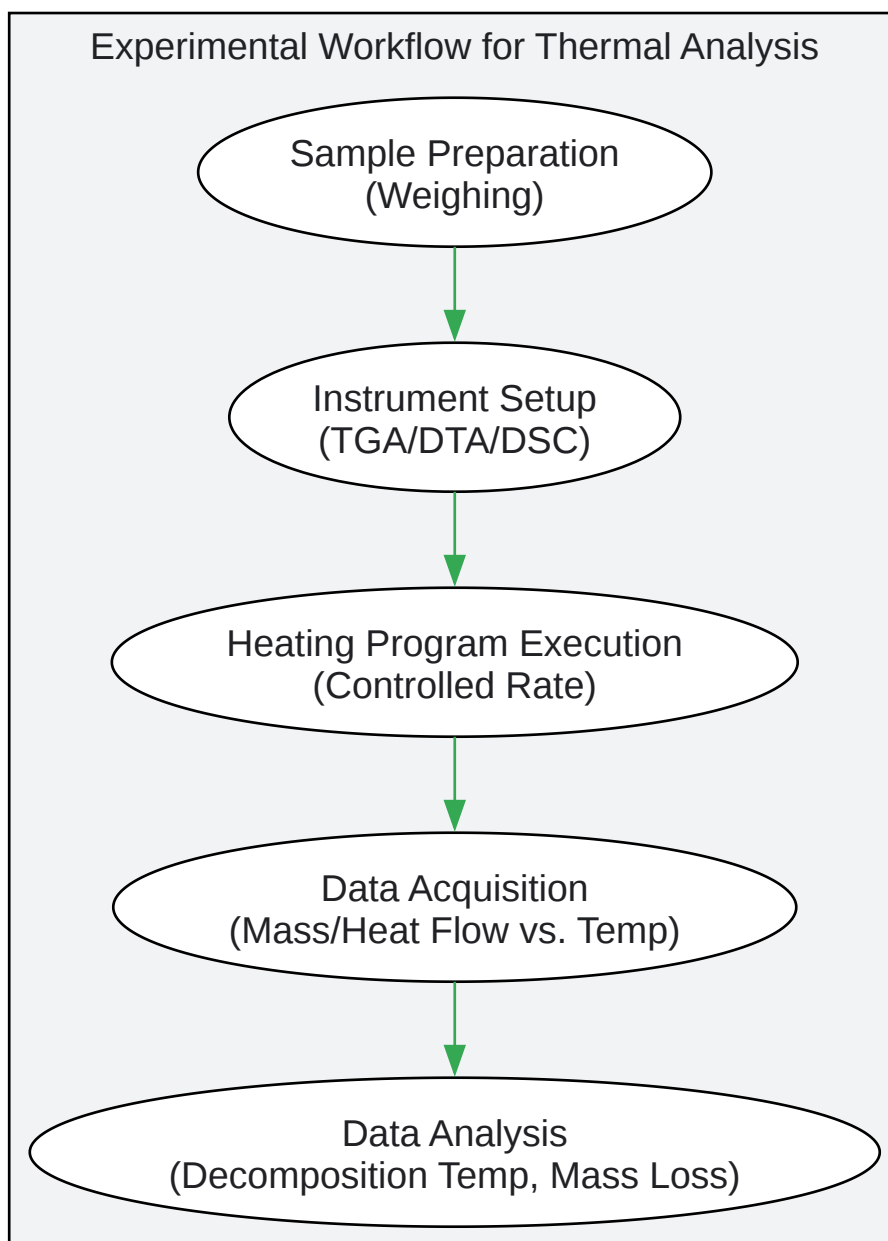 Experimental Workflow for Thermal Analysis
Sample Preparation
(Weighing)
Instrument Setup
(TGA/DTA/DSC)
Heating Program Execution
(Controlled Rate)
Data Acquisition
(Mass/Heat Flow vs. Temp)
Data Analysis
(Decomposition Temp, Mass Loss)